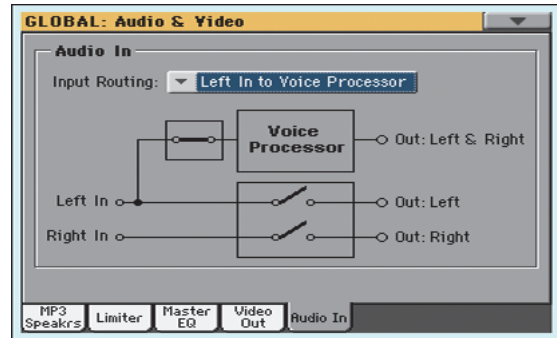 GLOBAL: Audio & Video
Audio In
Input Routing: Left In to Voice Processor
Voice
Processor
Out: Left & Right
Left In
Out: Left
Right In
Out: Right
MP3
Speakrs
Limiter
Master
EQ
Video
Out
Audio In